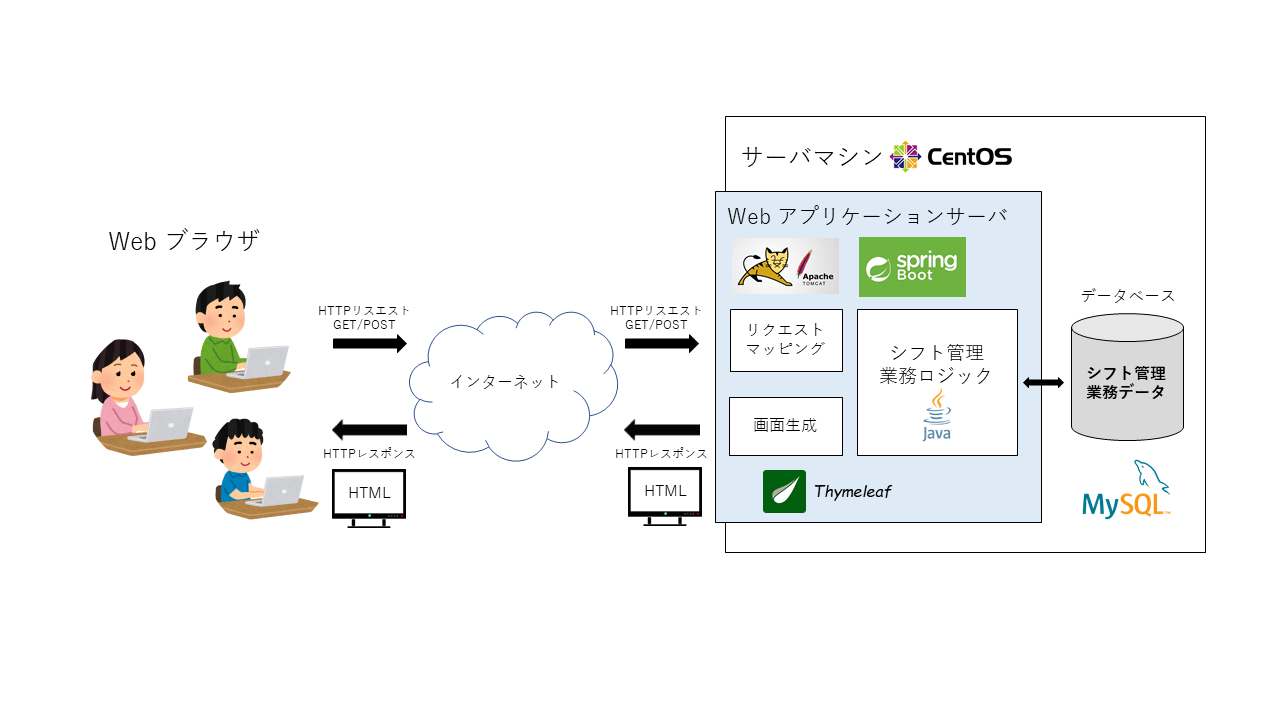 サーバマシン CentOS
Web アプリケーションサーバ
Apache
TOMCAT
spring
Boot
Web ブラウザ
HTTPリスエスト
GET/POST
HTTPリスエスト
GET/POST
データベース
リクエスト
マッピング
シフト管理
業務ロジック
インターネット
シフト管理
業務データ
Java
画面生成
HTTPレスポンス
HTTPレスポンス
HTML
HTML
Thymeleaf
MySQL™